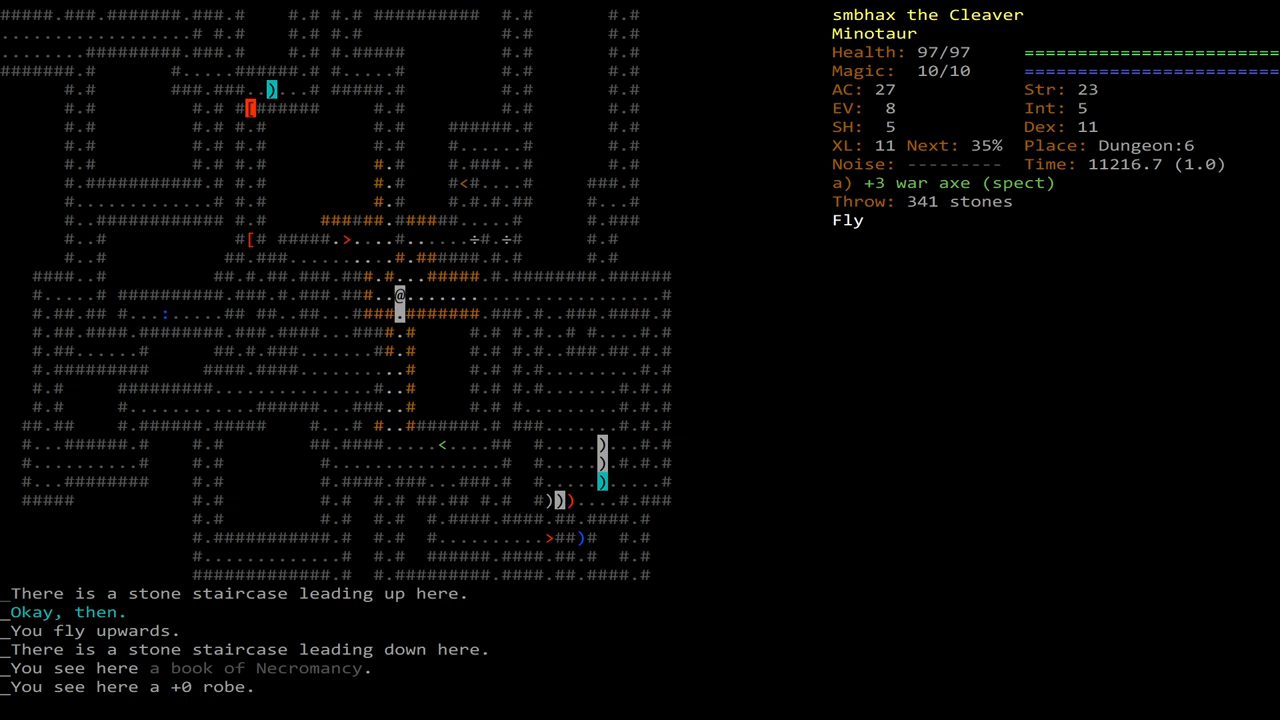 smbhax the Cleaver
Minotaur
Health: 97/97 ========================
Magic: 10/10 ========================
AC: 27 Str: 23
EV: 8 Int: 5
SH: 5 Dex: 11
XL: 11 Next: 35% Place: Dungeon:6
Noise: --------- Time: 11216.7 (1.0)
a) +3 war axe (spect)
Throw: 341 stones
Fly
_There is a stone staircase leading up here.
_Okay, then.
_You fly upwards.
_There is a stone staircase leading down here.
_You see here a book of Necromancy.
_You see here a +0 robe.